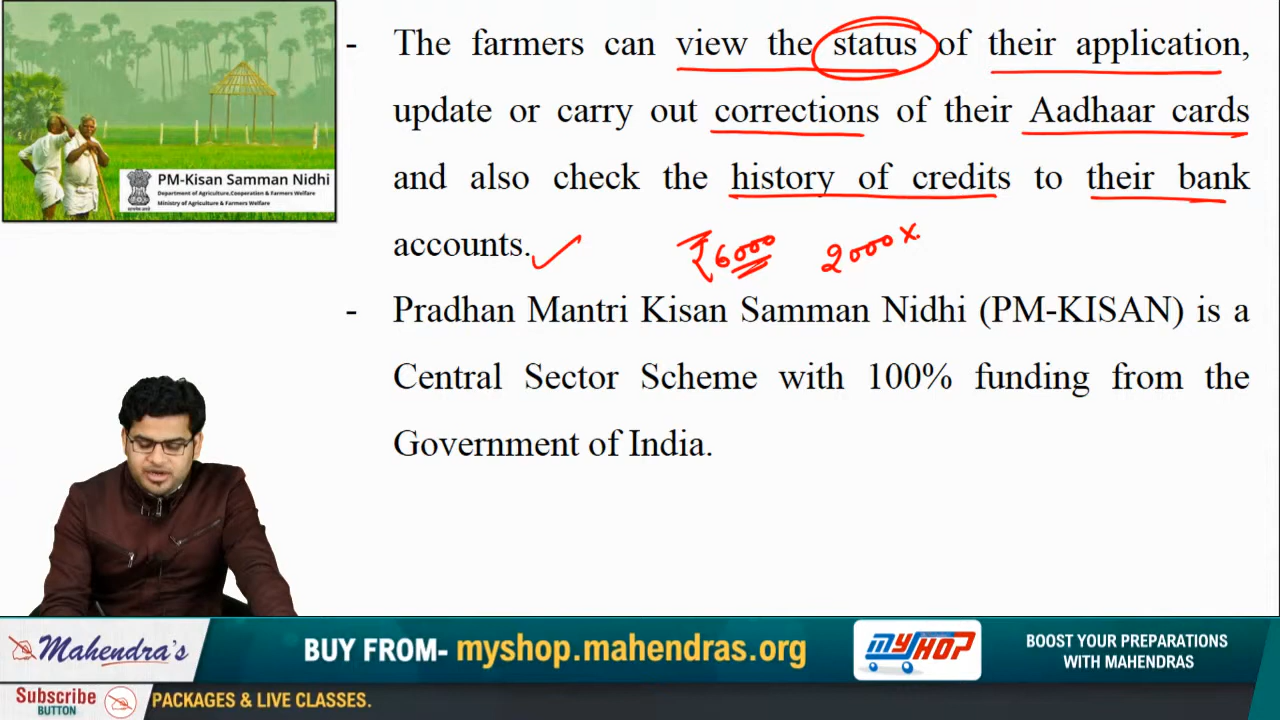 - The farmers can view the status of their application,
update or carry out corrections of their Aadhaar cards
and also check the history of credits to their bank
accounts.
₹6000 2000 x
- Pradhan Mantri Kisan Samman Nidhi (PM-KISAN) is a
Central Sector Scheme with 100% funding from the
Government of India.
PM-Kisan Samman Nidhi
Department of Agriculture,Cooperation & Farmers Welfare
Ministry of Agriculture & Farmers Welfare
Mahendra's
BUY FROM- myshop.mahendras.org
MY SHOP
BOOST YOUR PREPARATIONS
WITH MAHENDRAS
Subscribe
BUTTON
PACKAGES & LIVE CLASSES.